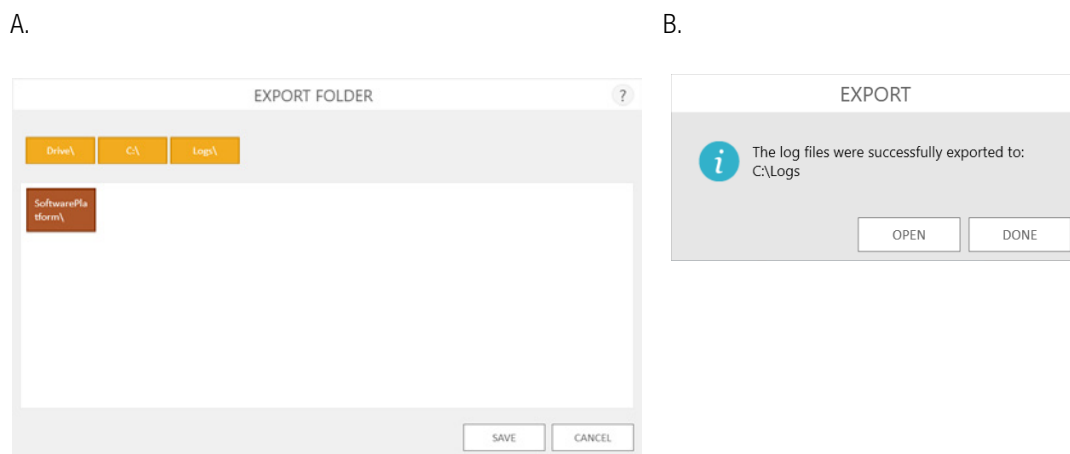 A.
B.
EXPORT FOLDER
?
Drive\
C:\
Logs\
SoftwarePla
tform\
SAVE
CANCEL
EXPORT
i
The log files were successfully exported to:
C:\Logs
OPEN
DONE